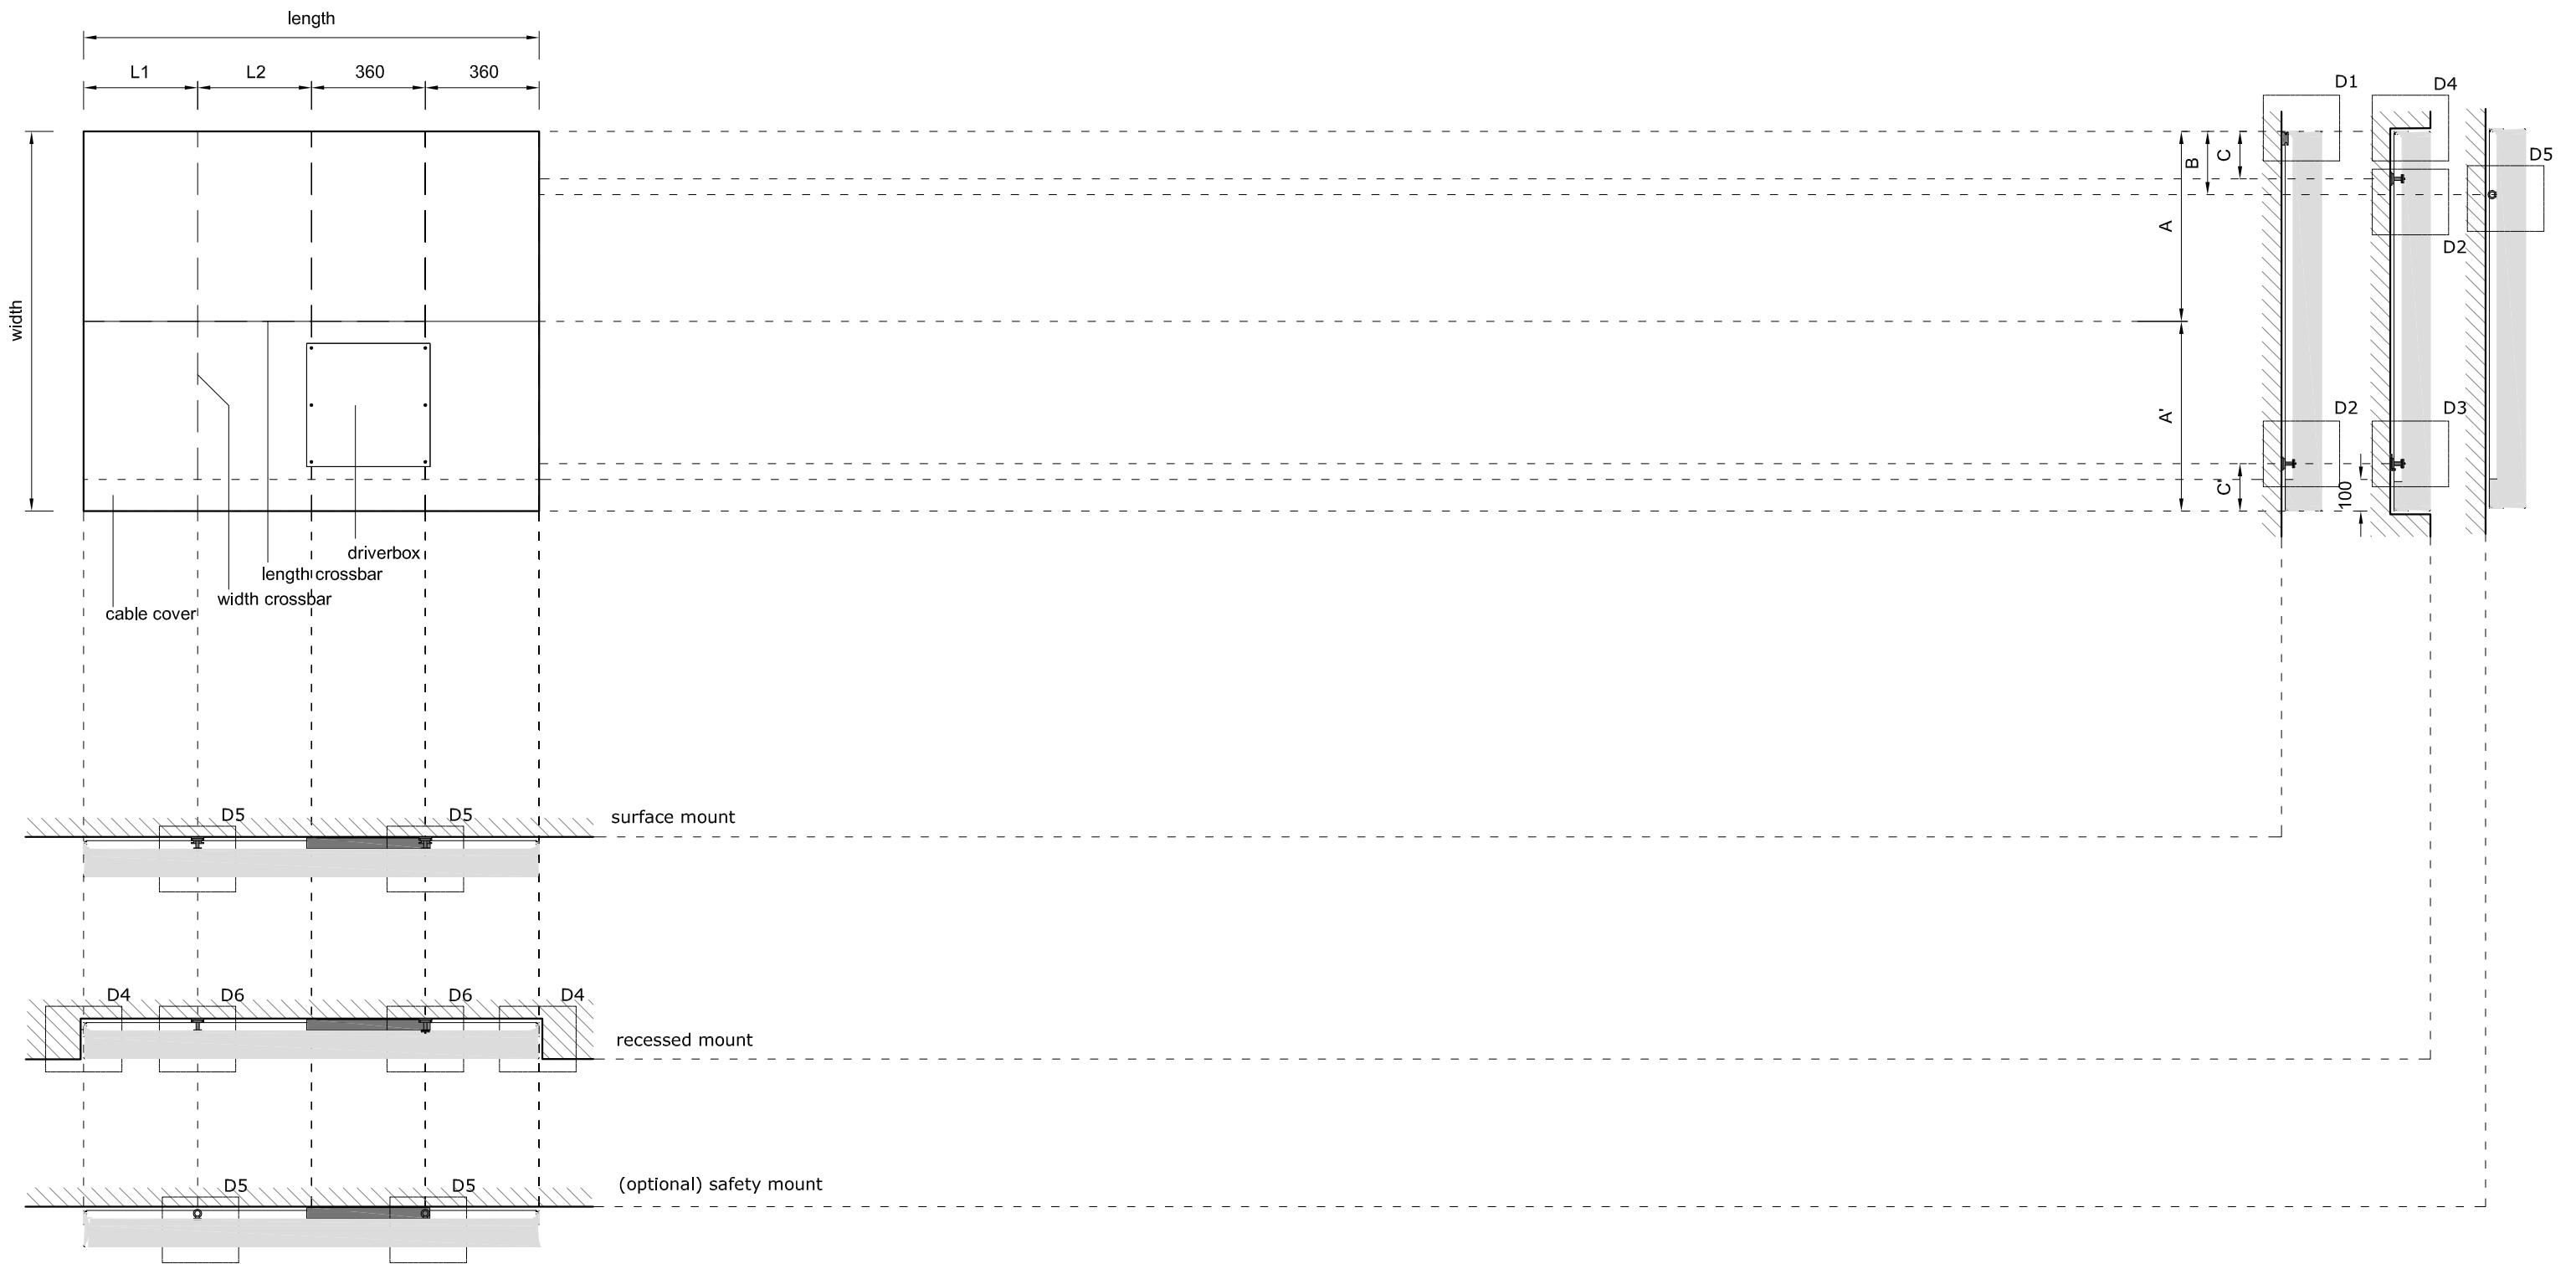 length
L1 L2 360 360
width
D1 D4
D5
B C
A
D2
A'
D2 D3
C' 100
driverbox
length crossbar
width crossbar
cable cover
D5 D5
surface mount
D4 D6 D6 D4
recessed mount
D5 D5
(optional) safety mount